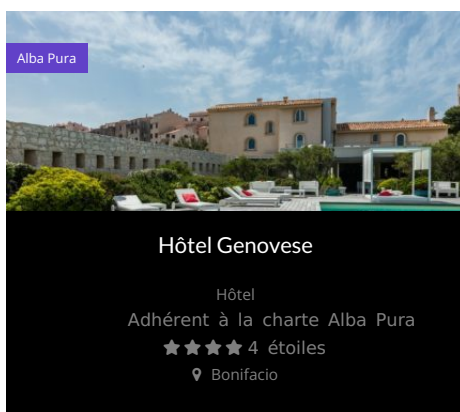 Alba Pura
Hôtel Genovese
Hôtel
Adhérent à la charte Alba Pura
4 étoiles
Bonifacio